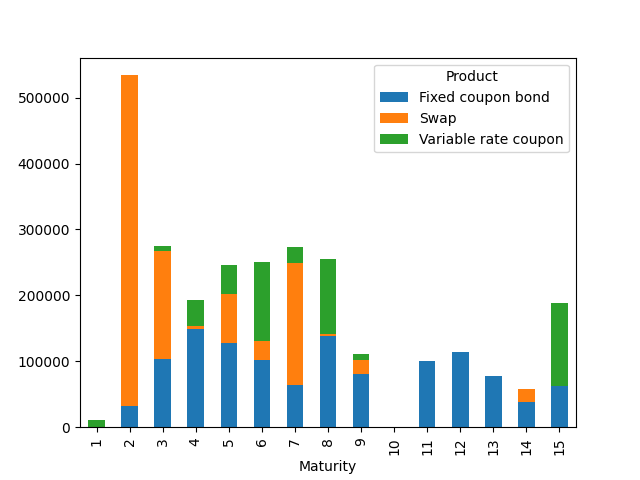 Product
Fixed coupon bond
Swap
Variable rate coupon
500000
400000
300000
200000
100000
0
1 2 3 4 5 6 7 8 9 10 11 12 13 14 15
Maturity